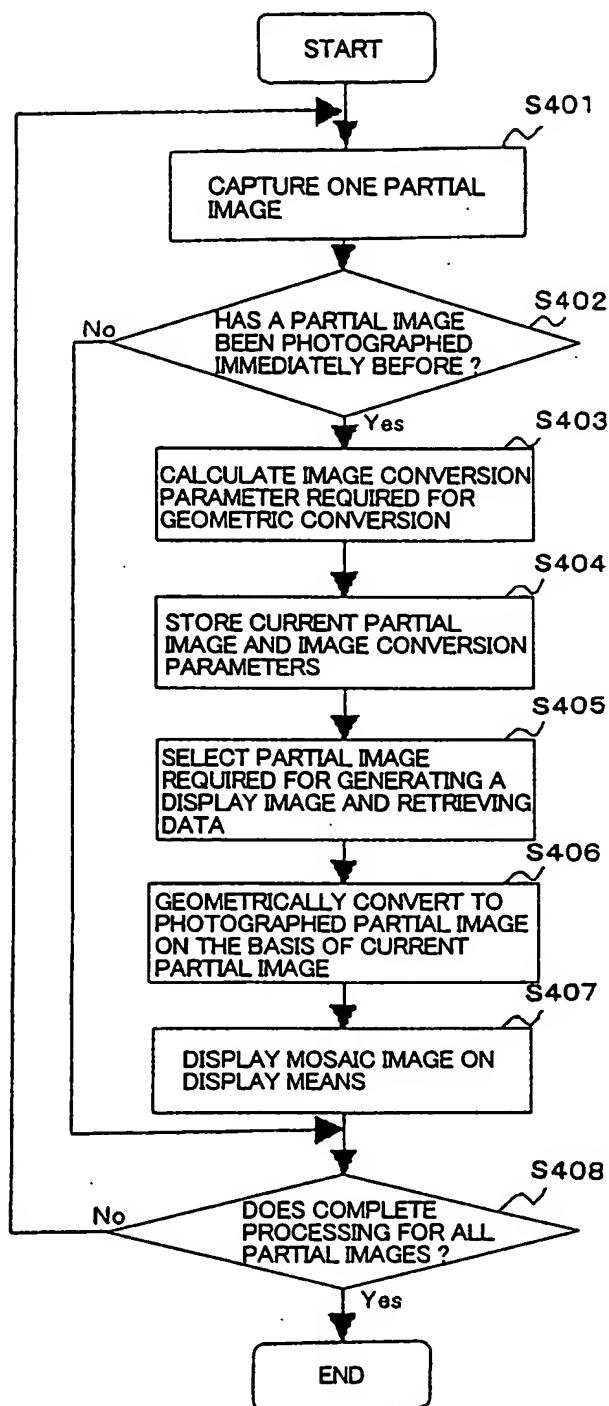 START
S401
CAPTURE ONE PARTIAL
IMAGE
S402
No
HAS A PARTIAL IMAGE
BEEN PHOTOGRAPHED
IMMEDIATELY BEFORE ?
Yes
S403
CALCULATE IMAGE CONVERSION
PARAMETER REQUIRED FOR
GEOMETRIC CONVERSION
S404
STORE CURRENT PARTIAL
IMAGE AND IMAGE CONVERSION
PARAMETERS
S405
SELECT PARTIAL IMAGE
REQUIRED FOR GENERATING A
DISPLAY IMAGE AND RETRIEVING
DATA
S406
GEOMETRICALLY CONVERT TO
PHOTOGRAPHED PARTIAL IMAGE
ON THE BASIS OF CURRENT
PARTIAL IMAGE
S407
DISPLAY MOSAIC IMAGE ON
DISPLAY MEANS
S408
No
DOES COMPLETE
PROCESSING FOR ALL
PARTIAL IMAGES ?
Yes
END